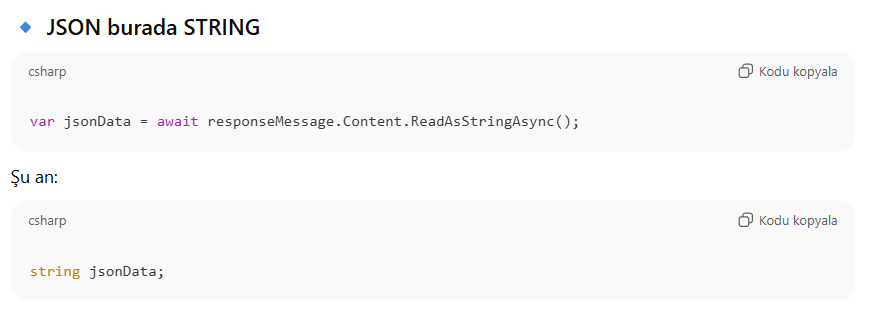 JSON burada STRING
csharp Kodu kopyala
var jsonData = await responseMessage.Content.ReadAsStringAsync();
Şu an:
csharp Kodu kopyala
string jsonData;